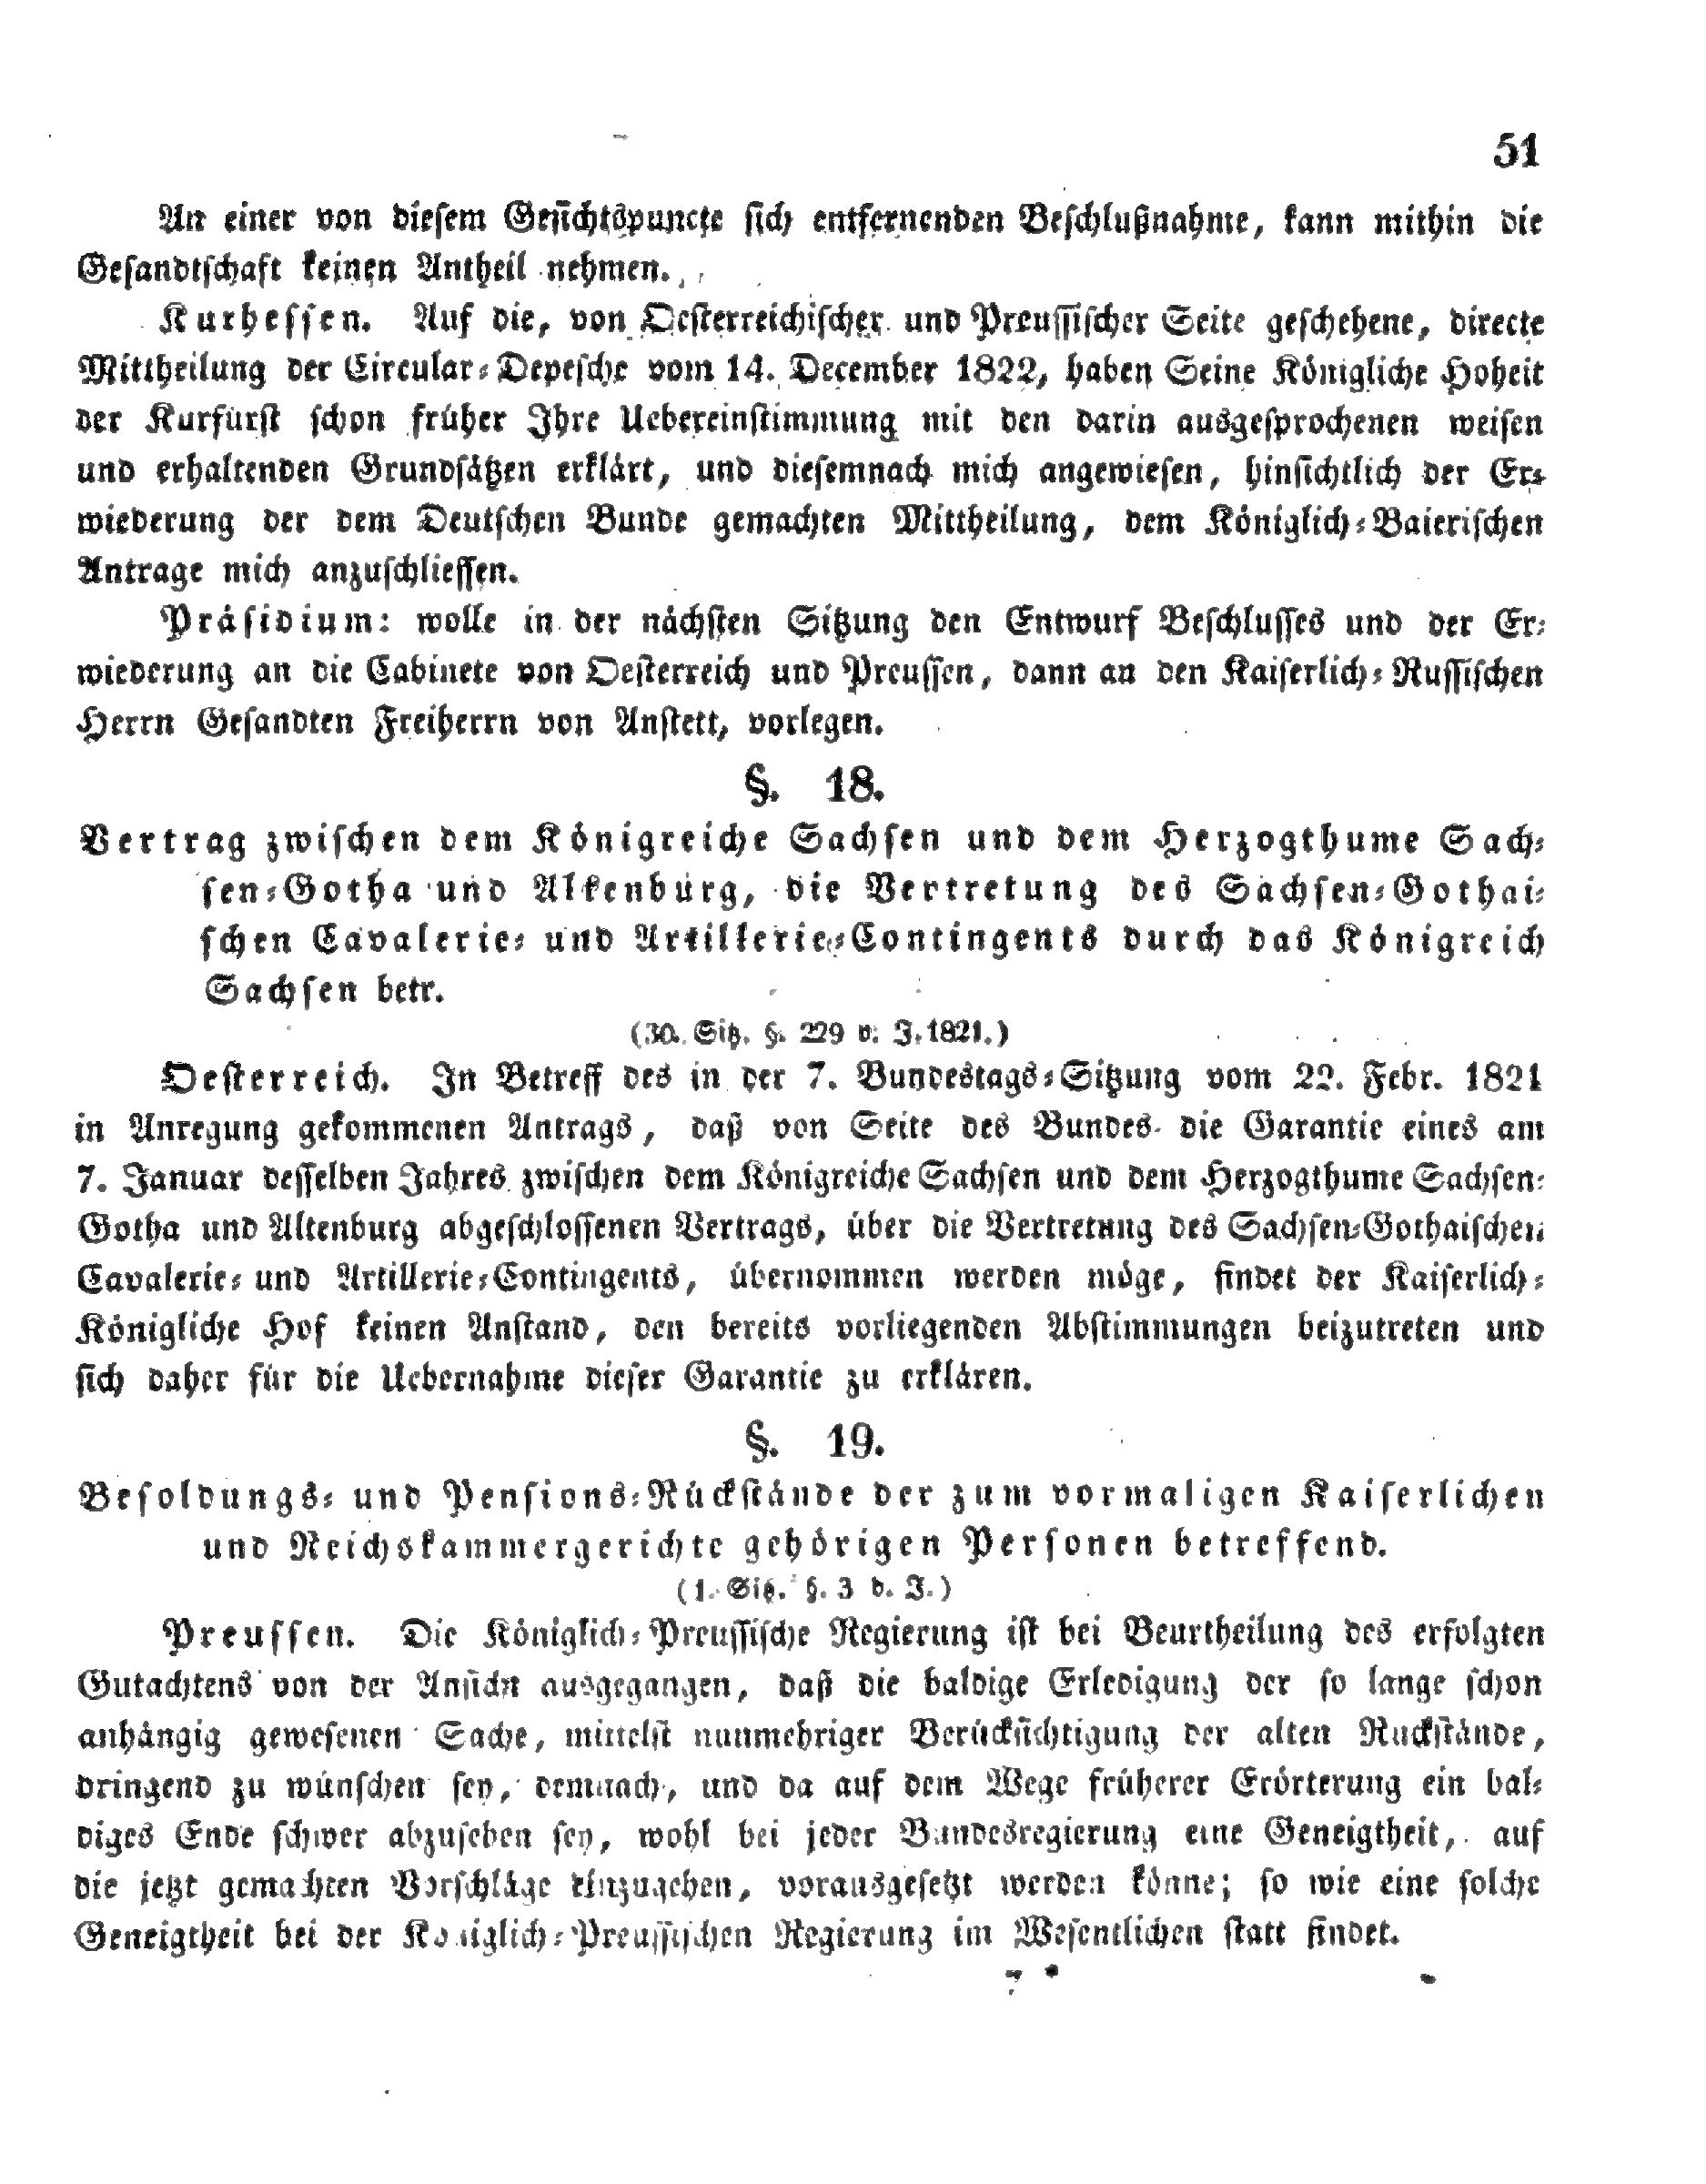 51
An einer von diesem Gesichtspuncte sich entfernenden Beschlußnahme, kann mithin die
Gesandtschaft keinen Antheil nehmen.
Kurhessen. Auf die, von Oesterreichischer und Preussischer Seite geschehene, directe
Mittheilung der Circular-Depesche vom 14. December 1822, haben Seine Königliche Hoheit
der Kurfürst schon früher Ihre Uebereinstimmung mit den darin ausgesprochenen weisen
und erhaltenden Grundsätzen erklärt, und diesemnach mich angewiesen, hinsichtlich der Er-
wiederung der dem Deutschen Bunde gemachten Mittheilung, dem Königlich-Baierischen
Antrage mich anzuschliessen.
Präsidium: wolle in der nächsten Sitzung den Entwurf Beschlusses und der Er-
wiederung an die Cabinete von Oesterreich und Preussen, dann an den Kaiserlich-Russischen
Herrn Gesandten Freiherrn von Anstett, vorlegen.
§. 18.
Vertrag zwischen dem Königreiche Sachsen und dem Herzogthume Sach-
sen-Gotha und Altenburg, die Vertretung des Sachsen-Gothai-
schen Cavalerie- und Artillerie-Contingents durch das Königreich
Sachsen betr.
(30. Sitz. §. 229 v. J. 1821.)
Oesterreich. In Betreff des in der 7. Bundestags-Sitzung vom 22. Febr. 1821
in Anregung gekommenen Antrags, daß von Seite des Bundes die Garantie eines am
7. Januar desselben Jahres zwischen dem Königreiche Sachsen und dem Herzogthume Sachsen-
Gotha und Altenburg abgeschlossenen Vertrags, über die Vertretung des Sachsen-Gothaischen
Cavalerie- und Artillerie-Contingents, übernommen werden möge, findet der Kaiserlich-
Königliche Hof keinen Anstand, den bereits vorliegenden Abstimmungen beizutreten und
sich daher für die Uebernahme dieser Garantie zu erklären.
§. 19.
Besoldungs- und Pensions-Rückstände der zum vormaligen Kaiserlichen
und Reichskammergerichte gehörigen Personen betreffend.
(1. Sitz. §. 3 d. J.)
Preussen. Die Königlich-Preussische Regierung ist bei Beurtheilung des erfolgten
Gutachtens von der Ansicht ausgegangen, daß die baldige Erledigung der so lange schon
anhängig gewesenen Sache, mittelst nunmehriger Berücksichtigung der alten Rückstände,
dringend zu wünschen sey, demnach, und da auf dem Wege früherer Erörterung ein bal-
diges Ende schwer abzusehen sey, wohl bei jeder Bundesregierung eine Geneigtheit, auf
die jetzt gemachten Vorschläge einzugehen, vorausgesetzt werden könne; so wie eine solche
Geneigtheit bei der Königlich-Preussischen Regierung im Wesentlichen statt findet.
7 *